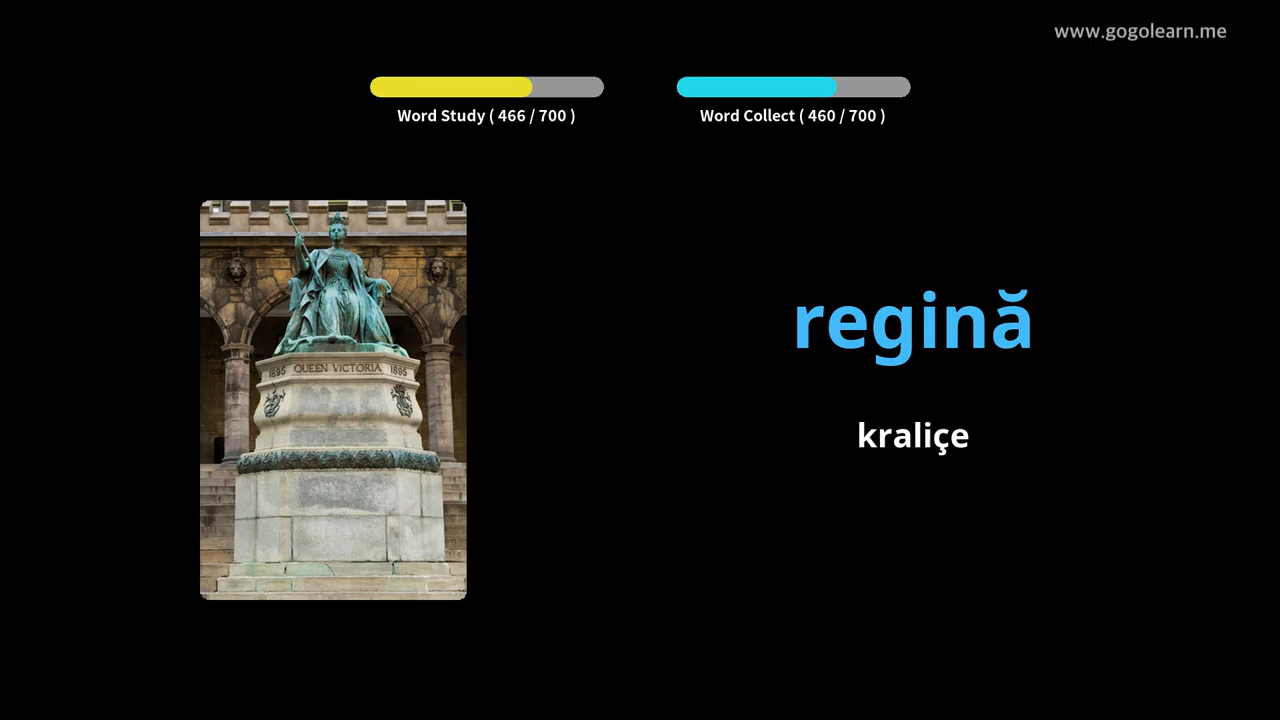 www.gogolearn.me
Word Study ( 466 / 700 )
Word Collect ( 460 / 700 )
1895 QUEEN VICTORIA 1895
regină
kraliçe